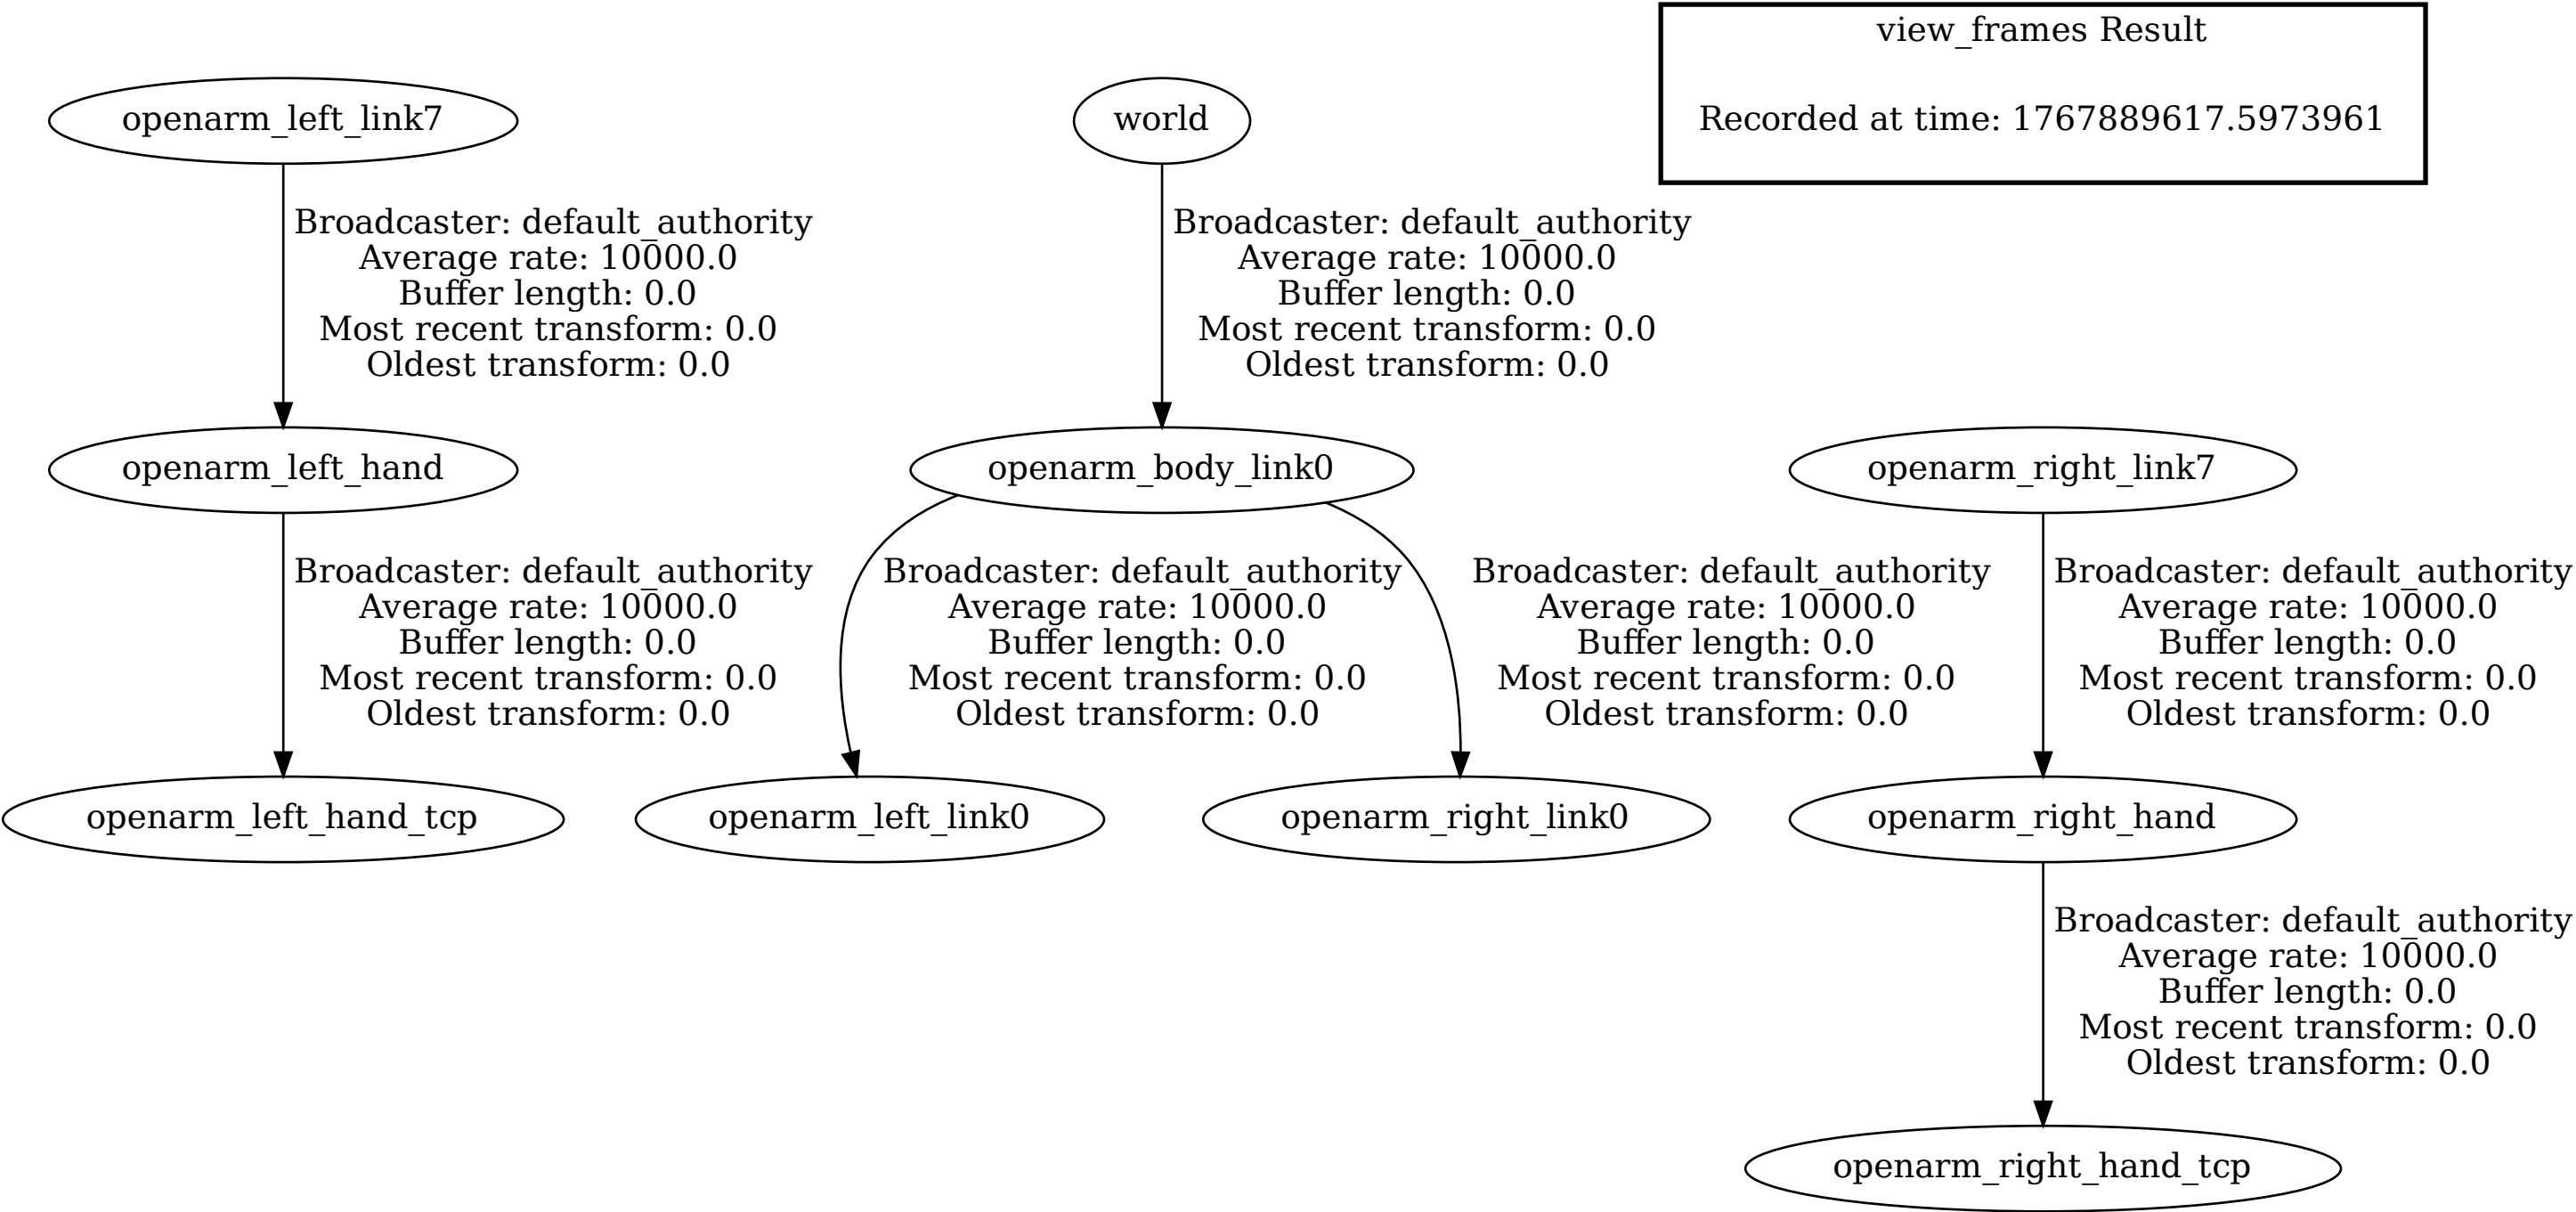 view_frames Result
Recorded at time: 1767889617.5973961
openarm_left_link7
world
Broadcaster: default_authority
Average rate: 10000.0
Buffer length: 0.0
Most recent transform: 0.0
Oldest transform: 0.0
Broadcaster: default_authority
Average rate: 10000.0
Buffer length: 0.0
Most recent transform: 0.0
Oldest transform: 0.0
openarm_left_hand
openarm_body_link0
openarm_right_link7
Broadcaster: default_authority
Average rate: 10000.0
Buffer length: 0.0
Most recent transform: 0.0
Oldest transform: 0.0
Broadcaster: default_authority
Average rate: 10000.0
Buffer length: 0.0
Most recent transform: 0.0
Oldest transform: 0.0
Broadcaster: default_authority
Average rate: 10000.0
Buffer length: 0.0
Most recent transform: 0.0
Oldest transform: 0.0
Broadcaster: default_authority
Average rate: 10000.0
Buffer length: 0.0
Most recent transform: 0.0
Oldest transform: 0.0
openarm_left_hand_tcp
openarm_left_link0
openarm_right_link0
openarm_right_hand
Broadcaster: default_authority
Average rate: 10000.0
Buffer length: 0.0
Most recent transform: 0.0
Oldest transform: 0.0
openarm_right_hand_tcp